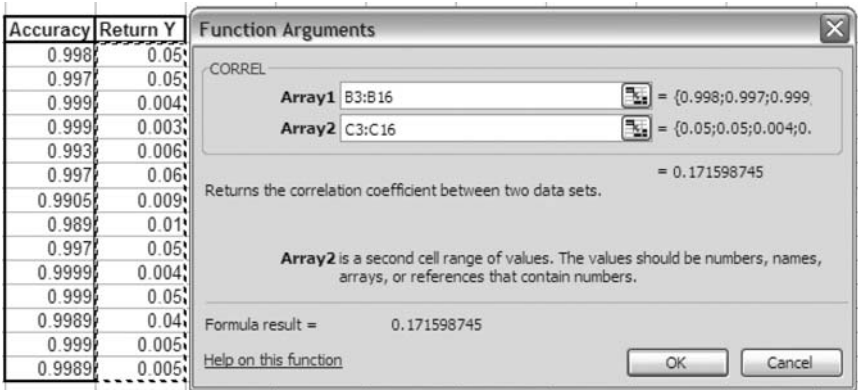 Accuracy Return Y
0.998 0.05
0.997 0.05
0.999 0.004
0.999 0.003
0.993 0.006
0.997 0.06
0.9905 0.009
0.989 0.01
0.997 0.05
0.9999 0.004
0.999 0.05
0.9989 0.04
0.999 0.005
0.9989 0.005
Function Arguments
CORREL
Array1 B3:B16 = {0.998;0.997;0.999
Array2 C3:C16 = {0.05;0.05;0.004;0.
= 0.171598745
Returns the correlation coefficient between two data sets.
Array2 is a second cell range of values. The values should be numbers, names,
arrays, or references that contain numbers.
Formula result = 0.171598745
Help on this function OK Cancel